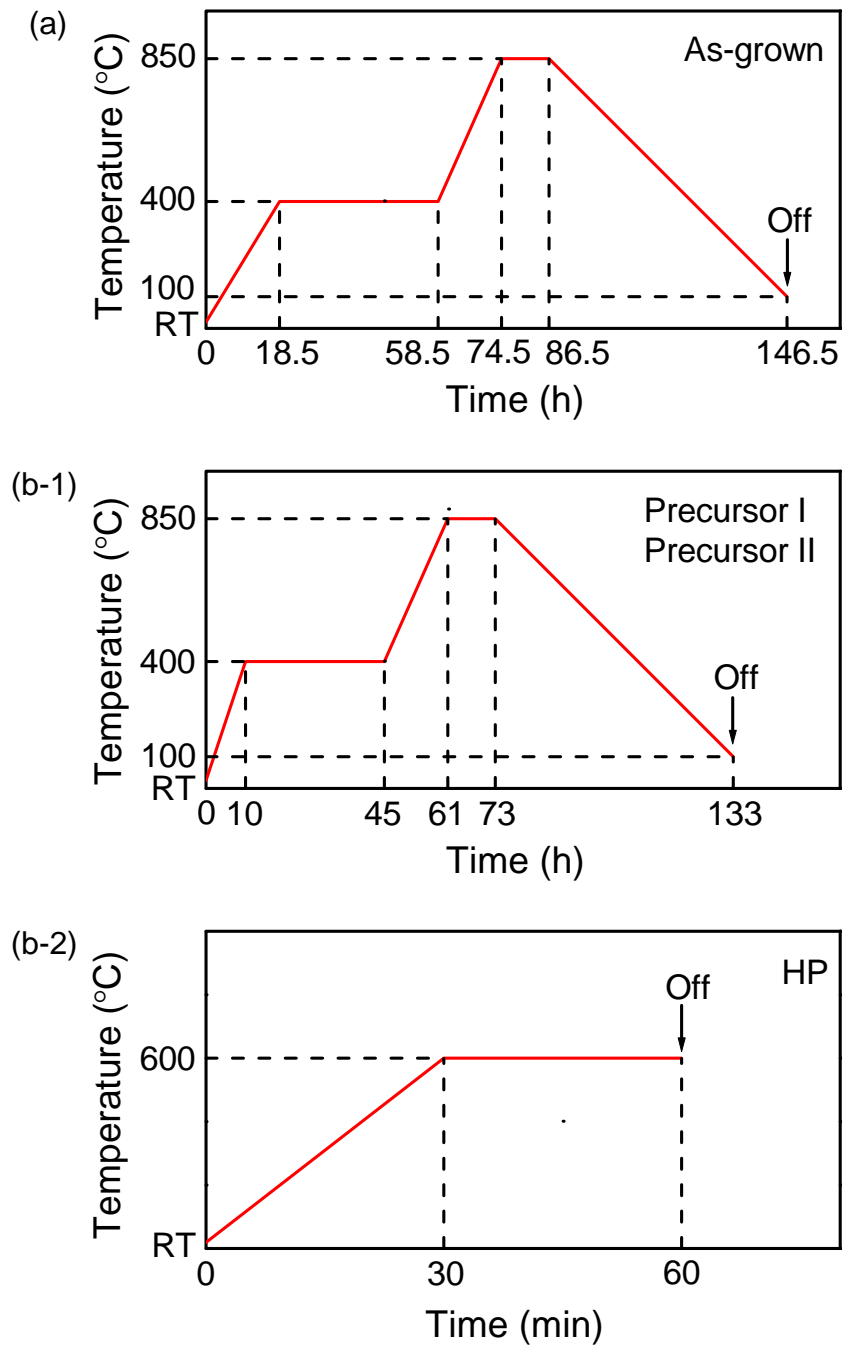 (a)
As-grown
Temperature (°C)
850
400
100
RT
Off
0 18.5 58.5 74.5 86.5 146.5
Time (h)
(b-1)
Precursor I
Precursor II
Temperature (°C)
850
400
100
RT
Off
0 10 45 61 73 133
Time (h)
(b-2)
HP
Temperature (°C)
600
RT
Off
0 30 60
Time (min)